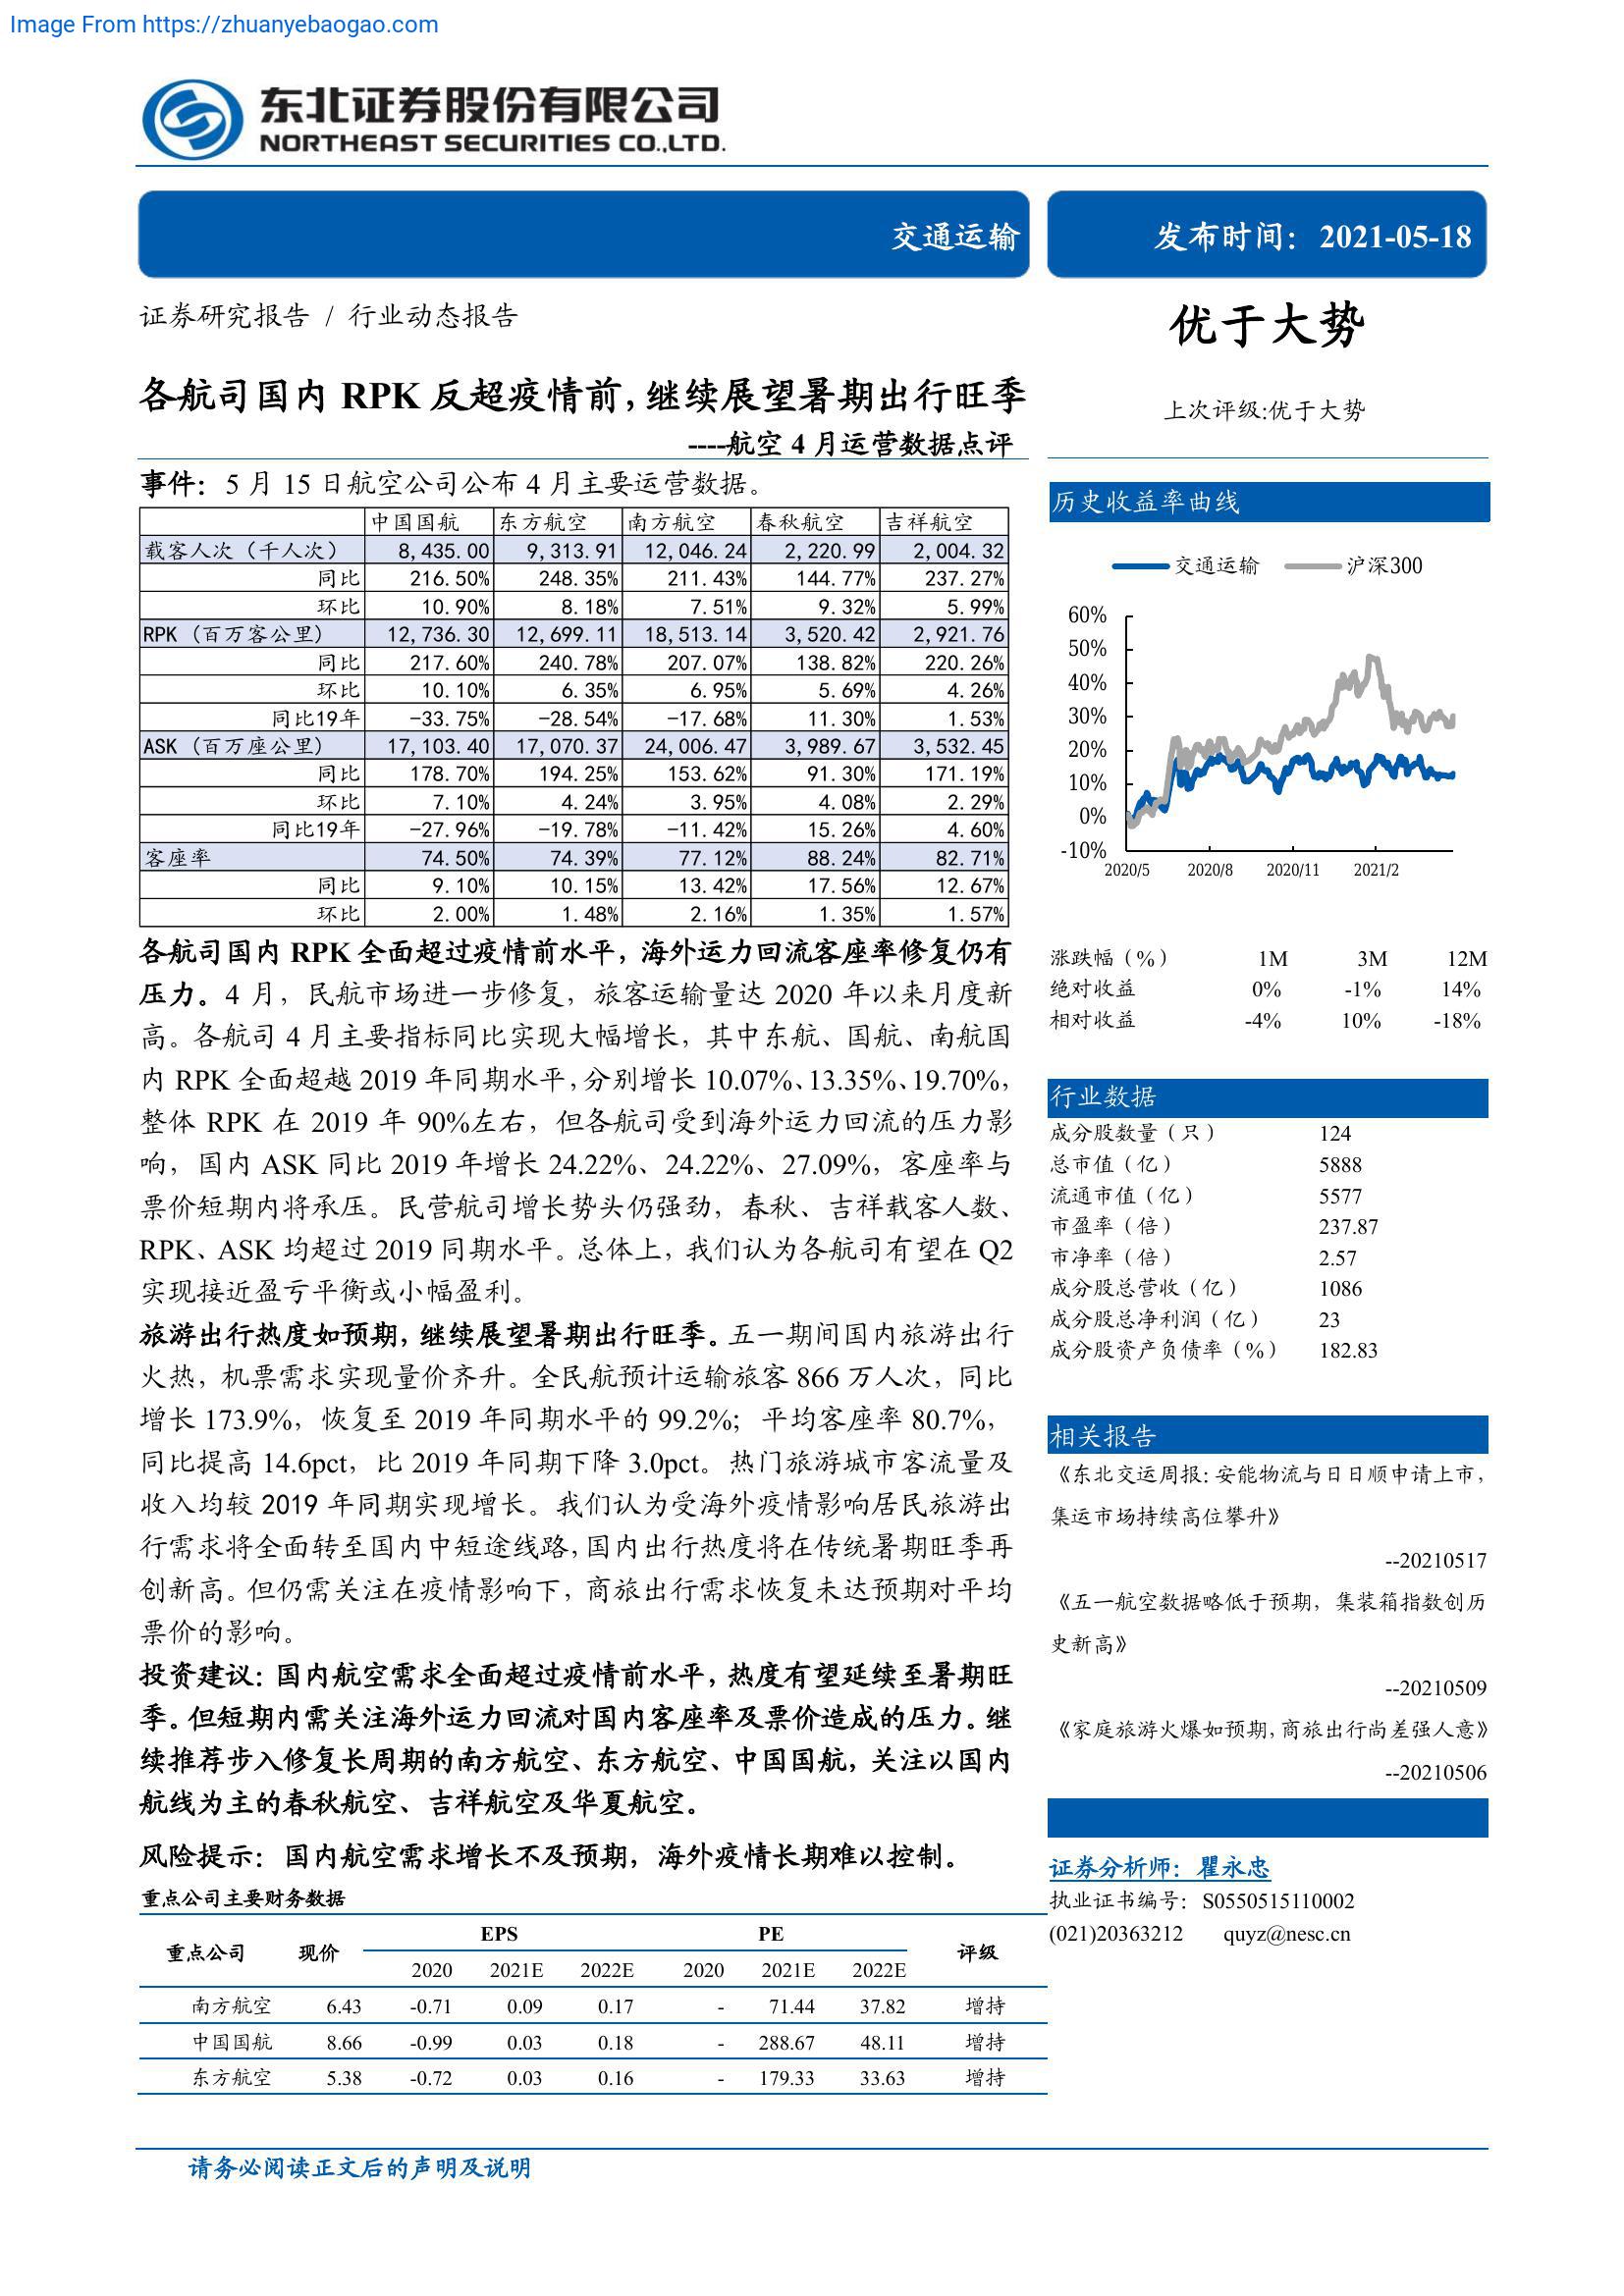 Image From https://zhuanyebaogao.com
东北证券股份有限公司
NORTHEAST SECURITIES CO.,LTD.
交通运输
发布时间：2021-05-18
证券研究报告 / 行业动态报告
优于大势
上次评级:优于大势
各航司国内 RPK 反超疫情前，继续展望暑期出行旺季
----航空 4 月运营数据点评
事件：5 月 15 日航空公司公布 4 月主要运营数据。
中国国航 东方航空 南方航空 春秋航空 吉祥航空
载客人次（千人次） 8,435.00 9,313.91 12,046.24 2,220.99 2,004.32
同比 216.50% 248.35% 211.43% 144.77% 237.27%
环比 10.90% 8.18% 7.51% 9.32% 5.99%
RPK（百万客公里） 12,736.30 12,699.11 18,513.14 3,520.42 2,921.76
同比 217.60% 240.78% 207.07% 138.82% 220.26%
环比 10.10% 6.35% 6.95% 5.69% 4.26%
同比19年 -33.75% -28.54% -17.68% 11.30% 1.53%
ASK（百万座公里） 17,103.40 17,070.37 24,006.47 3,989.67 3,532.45
同比 178.70% 194.25% 153.62% 91.30% 171.19%
环比 7.10% 4.24% 3.95% 4.08% 2.29%
同比19年 -27.96% -19.78% -11.42% 15.26% 4.60%
客座率 74.50% 74.39% 77.12% 88.24% 82.71%
同比 9.10% 10.15% 13.42% 17.56% 12.67%
环比 2.00% 1.48% 2.16% 1.35% 1.57%
各航司国内 RPK 全面超过疫情前水平，海外运力回流客座率修复仍有
压力。4 月，民航市场进一步修复，旅客运输量达 2020 年以来月度新
高。各航司 4 月主要指标同比实现大幅增长，其中东航、国航、南航国
内 RPK 全面超越 2019 年同期水平，分别增长 10.07%、13.35%、19.70%，
整体 RPK 在 2019 年 90%左右，但各航司受到海外运力回流的压力影
响，国内 ASK 同比 2019 年增长 24.22%、24.22%、27.09%，客座率与
票价短期内将承压。民营航司增长势头仍强劲，春秋、吉祥载客人数、
RPK、ASK 均超过 2019 同期水平。总体上，我们认为各航司有望在 Q2
实现接近盈亏平衡或小幅盈利。
旅游出行热度如预期，继续展望暑期出行旺季。五一期间国内旅游出行
火热，机票需求实现量价齐升。全民航预计运输旅客 866 万人次，同比
增长 173.9%，恢复至 2019 年同期水平的 99.2%；平均客座率 80.7%，
同比提高 14.6pct，比 2019 年同期下降 3.0pct。热门旅游城市客流量及
收入均较 2019 年同期实现增长。我们认为受海外疫情影响居民旅游出
行需求将全面转至国内中短途线路，国内出行热度将在传统暑期旺季再
创新高。但仍需关注在疫情影响下，商旅出行需求恢复未达预期对平均
票价的影响。
投资建议：国内航空需求全面超过疫情前水平，热度有望延续至暑期旺
季。但短期内需关注海外运力回流对国内客座率及票价造成的压力。继
续推荐步入修复长周期的南方航空、东方航空、中国国航，关注以国内
航线为主的春秋航空、吉祥航空及华夏航空。
风险提示：国内航空需求增长不及预期，海外疫情长期难以控制。
重点公司主要财务数据
重点公司 现价 EPS PE 评级
2020 2021E 2022E 2020 2021E 2022E
南方航空 6.43 -0.71 0.09 0.17 - 71.44 37.82 增持
中国国航 8.66 -0.99 0.03 0.18 - 288.67 48.11 增持
东方航空 5.38 -0.72 0.03 0.16 - 179.33 33.63 增持
历史收益率曲线
交通运输 沪深300
60%
50%
40%
30%
20%
10%
0%
-10%
2020/5 2020/8 2020/11 2021/2
涨跌幅（%） 1M 3M 12M
绝对收益 0% -1% 14%
相对收益 -4% 10% -18%
行业数据
成分股数量（只） 124
总市值（亿） 5888
流通市值（亿） 5577
市盈率（倍） 237.87
市净率（倍） 2.57
成分股总营收（亿） 1086
成分股总净利润（亿） 23
成分股资产负债率（%） 182.83
相关报告
《东北交运周报：安能物流与日日顺申请上市，
集运市场持续高位攀升》
--20210517
《五一航空数据略低于预期，集装箱指数创历
史新高》
--20210509
《家庭旅游火爆如预期，商旅出行尚差强人意》
--20210506
证券分析师：瞿永忠
执业证书编号：S0550515110002
(021)20363212 quyz@nesc.cn
请务必阅读正文后的声明及说明